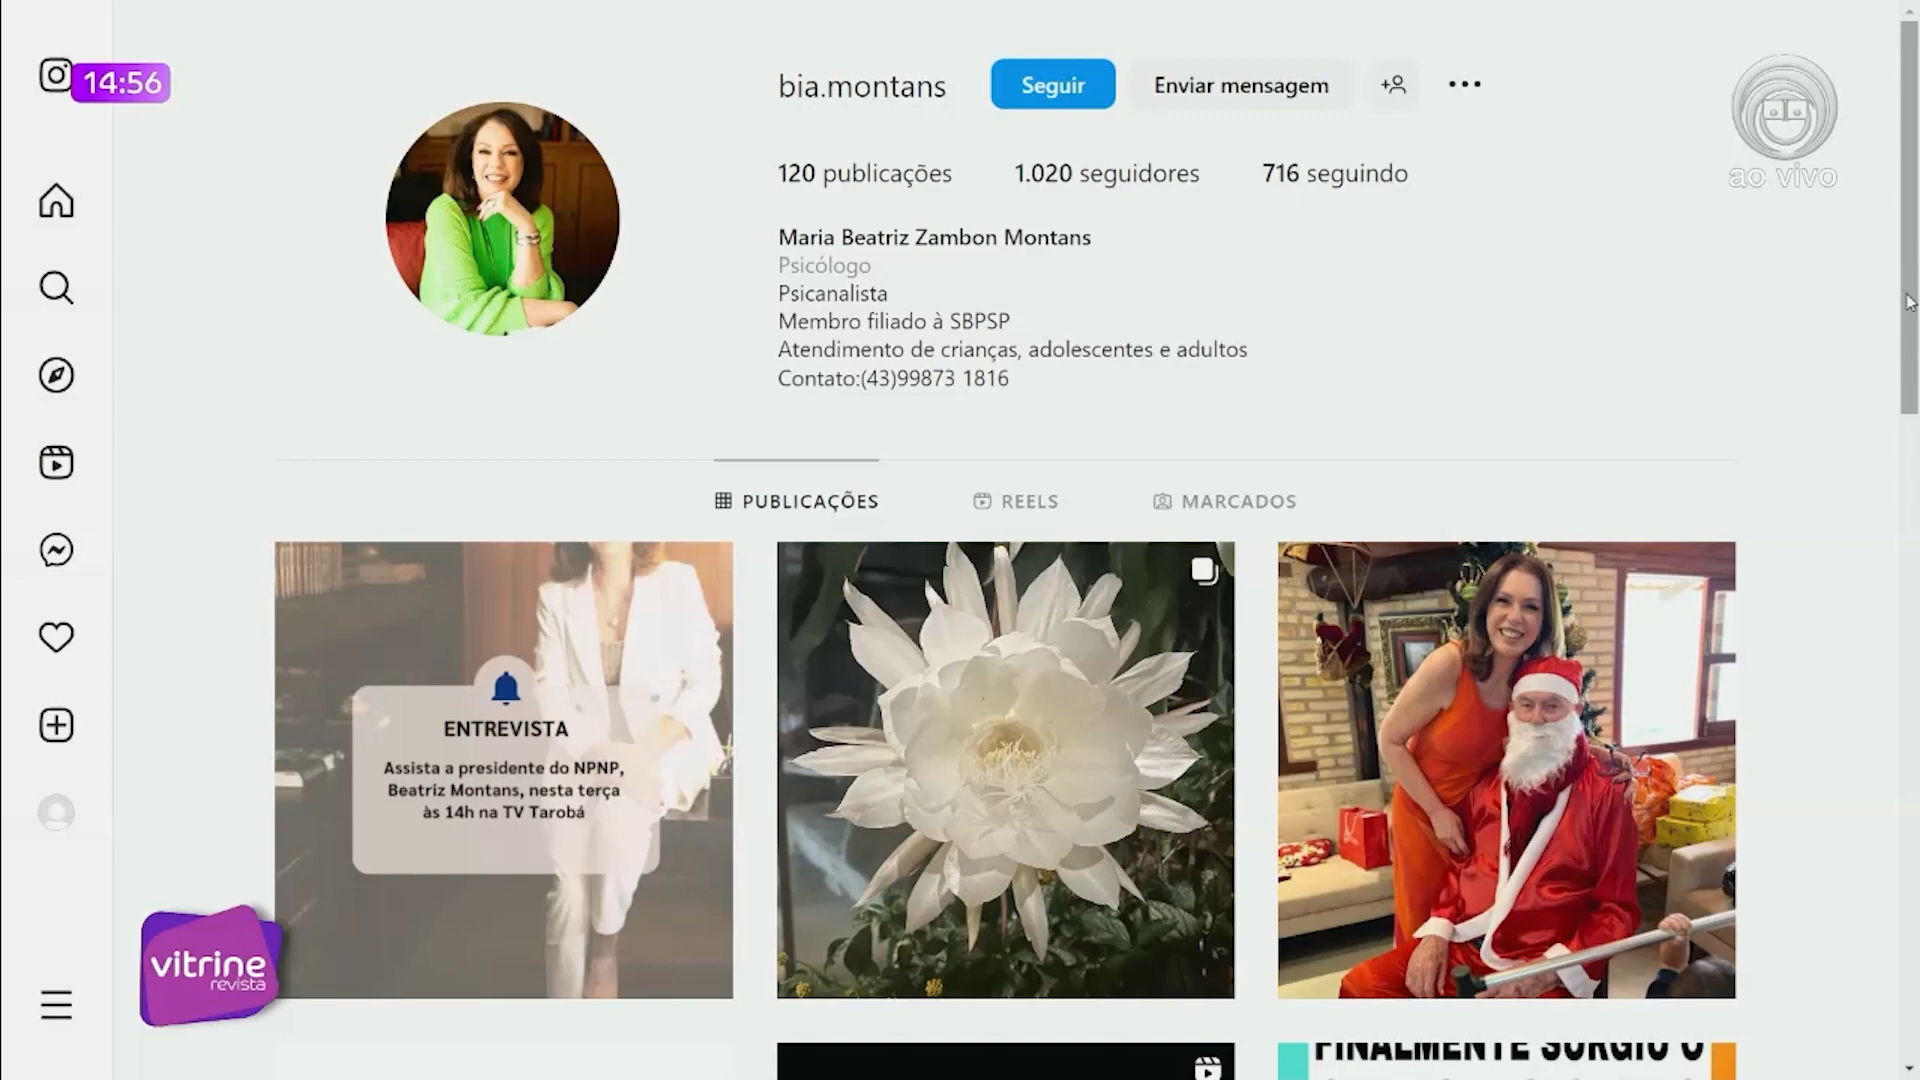 14:56
bia.montans
Seguir
Enviar mensagem
ao vivo
120 publicações
1.020 seguidores
716 seguindo
Maria Beatriz Zambon Montans
Psicólogo
Psicanalista
Membro filiado à SBPSP
Atendimento de crianças, adolescentes e adultos
Contato:(43)99873 1816
PUBLICAÇÕES
REELS
MARCADOS
ENTREVISTA
Assista a presidente do NPNP,
Beatriz Montans, nesta terça
às 14h na TV Tarobá
vitrine
revista
FINALMENTE SURGIU O